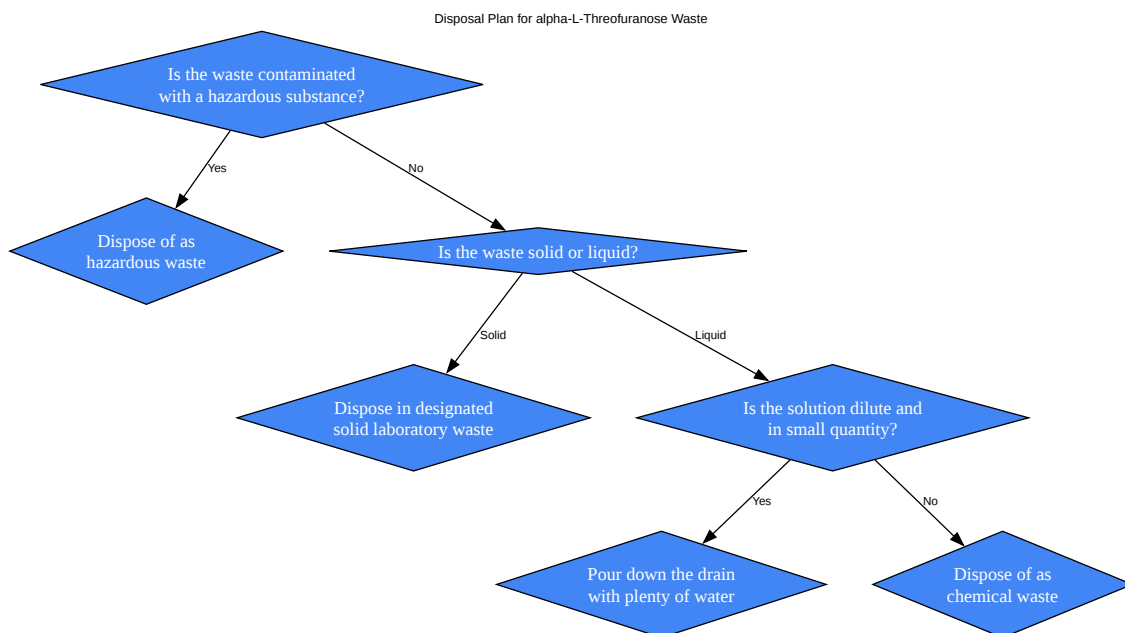 Disposal Plan for alpha-L-Threofuranose Waste
Is the waste contaminated
with a hazardous substance?
Yes
No
Dispose of as
hazardous waste
Is the waste solid or liquid?
Solid
Liquid
Dispose in designated
solid laboratory waste
Is the solution dilute and
in small quantity?
Yes
No
Pour down the drain
with plenty of water
Dispose of as
chemical waste